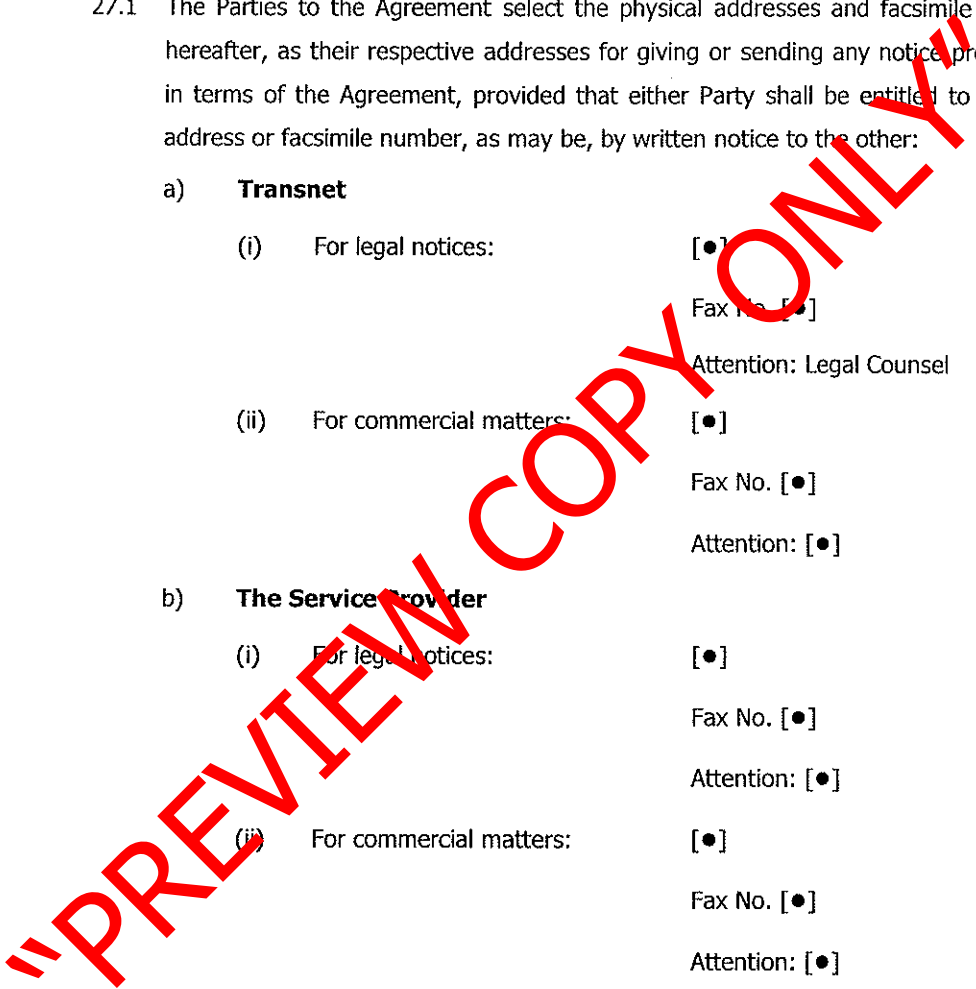 27.1 The Parties to the Agreement select the physical addresses and facsimile
hereafter, as their respective addresses for giving or sending any notice
in terms of the Agreement, provided that either Party shall be entitled to
address or facsimile number, as may be, by written notice to the other:
a) Transnet
(i) For legal notices: [●]
Fax No. [●]
Attention: Legal Counsel
(ii) For commercial matters: [●]
Fax No. [●]
Attention: [●]
b) The Service Provider
(i) For legal notices: [●]
Fax No. [●]
Attention: [●]
(ii) For commercial matters: [●]
Fax No. [●]
Attention: [●]
"PREVIEW COPY ONLY"